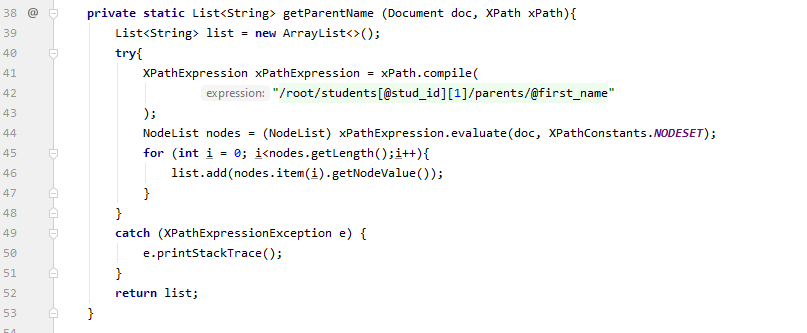 38 @ private static List<String> getParentName (Document doc, XPath xPath){
39 List<String> list = new ArrayList<>();
40 try{
41 XPathExpression xPathExpression = xPath.compile(
42 expression: "/root/students[@stud_id][1]/parents/@first_name"
43 );
44 NodeList nodes = (NodeList) xPathExpression.evaluate(doc, XPathConstants.NODESET);
45 for (int i = 0; i<nodes.getLength();i++){
46 list.add(nodes.item(i).getNodeValue());
47 }
48 }
49 catch (XPathExpressionException e) {
50 e.printStackTrace();
51 }
52 return list;
53 }